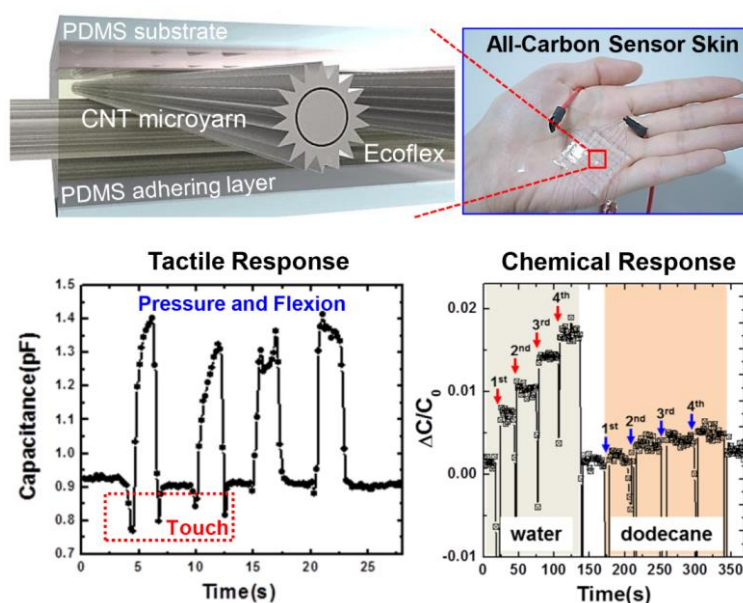 PDMS substrate
CNT microyarn
Ecoflex
PDMS adhering layer
All-Carbon Sensor Skin
Tactile Response
Pressure and Flexion
Capacitance(pF)
1.5
1.4
1.3
1.2
1.1
1.0
0.9
0.8
0.7
Touch
0 5 10 15 20 25
Time(s)
Chemical Response
ΔC/C0
0.02
0.01
0.00
-0.01
1st
2nd
3rd
4th
1st
2nd
3rd
4th
water
dodecane
0 50 100 150 200 250 300 350
Time(s)